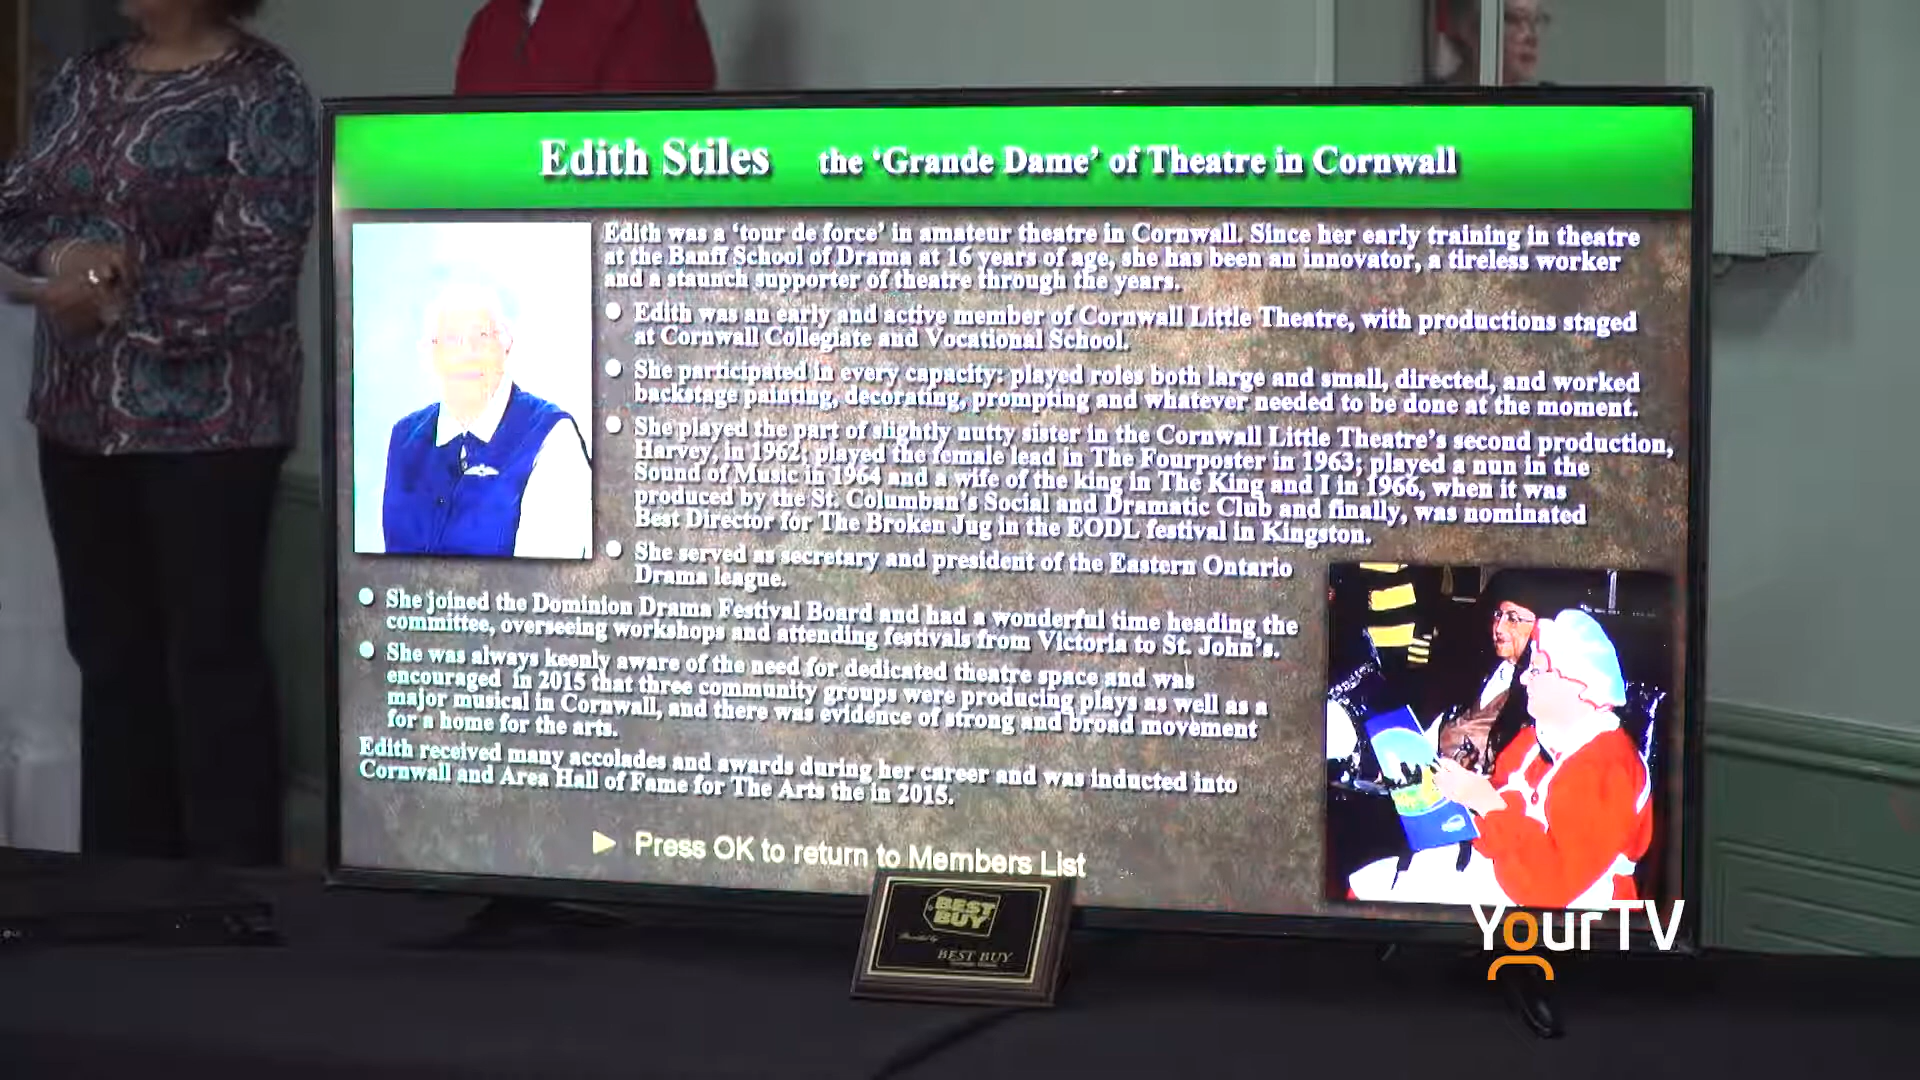 Edith Stiles the ‘Grande Dame’ of Theatre in Cornwall
Edith was a ‘tour de force’ in amateur theatre in Cornwall. Since her early training in theatre
at the Banff School of Drama at 16 years of age, she has been an innovator, a tireless worker
and a staunch supporter of theatre through the years.
● Edith was an early and active member of Cornwall Little Theatre, with productions staged
at Cornwall Collegiate and Vocational School.
● She participated in every capacity: played roles both large and small, directed, and worked
backstage painting, decorating, prompting and whatever needed to be done at the moment.
● She played the part of slightly nutty sister in the Cornwall Little Theatre’s second production,
Harvey, in 1962; played the female lead in The Fourposter in 1963; played a nun in the
Sound of Music in 1964 and a wife of the king in The King and I in 1966, when it was
produced by the St. Columban’s Social and Dramatic Club and finally, was nominated
Best Director for The Broken Jug in the EODL festival in Kingston.
● She served as secretary and president of the Eastern Ontario
Drama league.
● She joined the Dominion Drama Festival Board and had a wonderful time heading the
committee, overseeing workshops and attending festivals from Victoria to St. John’s.
● She was always keenly aware of the need for dedicated theatre space and was
encouraged in 2015 that three community groups were producing plays as well as a
major musical in Cornwall, and there was evidence of strong and broad movement
for a home for the arts.
Edith received many accolades and awards during her career and was inducted into
Cornwall and Area Hall of Fame for The Arts the in 2015.
Press OK to return to Members List
BEST
BUY
BEST BUY
YourTV